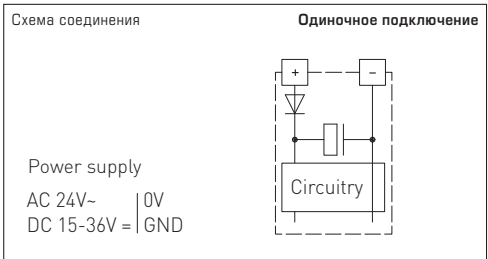 Схема соединения
Одиночное подключение
+ −
Circuitry
Power supply
AC 24V~ | 0V
DC 15-36V = | GND